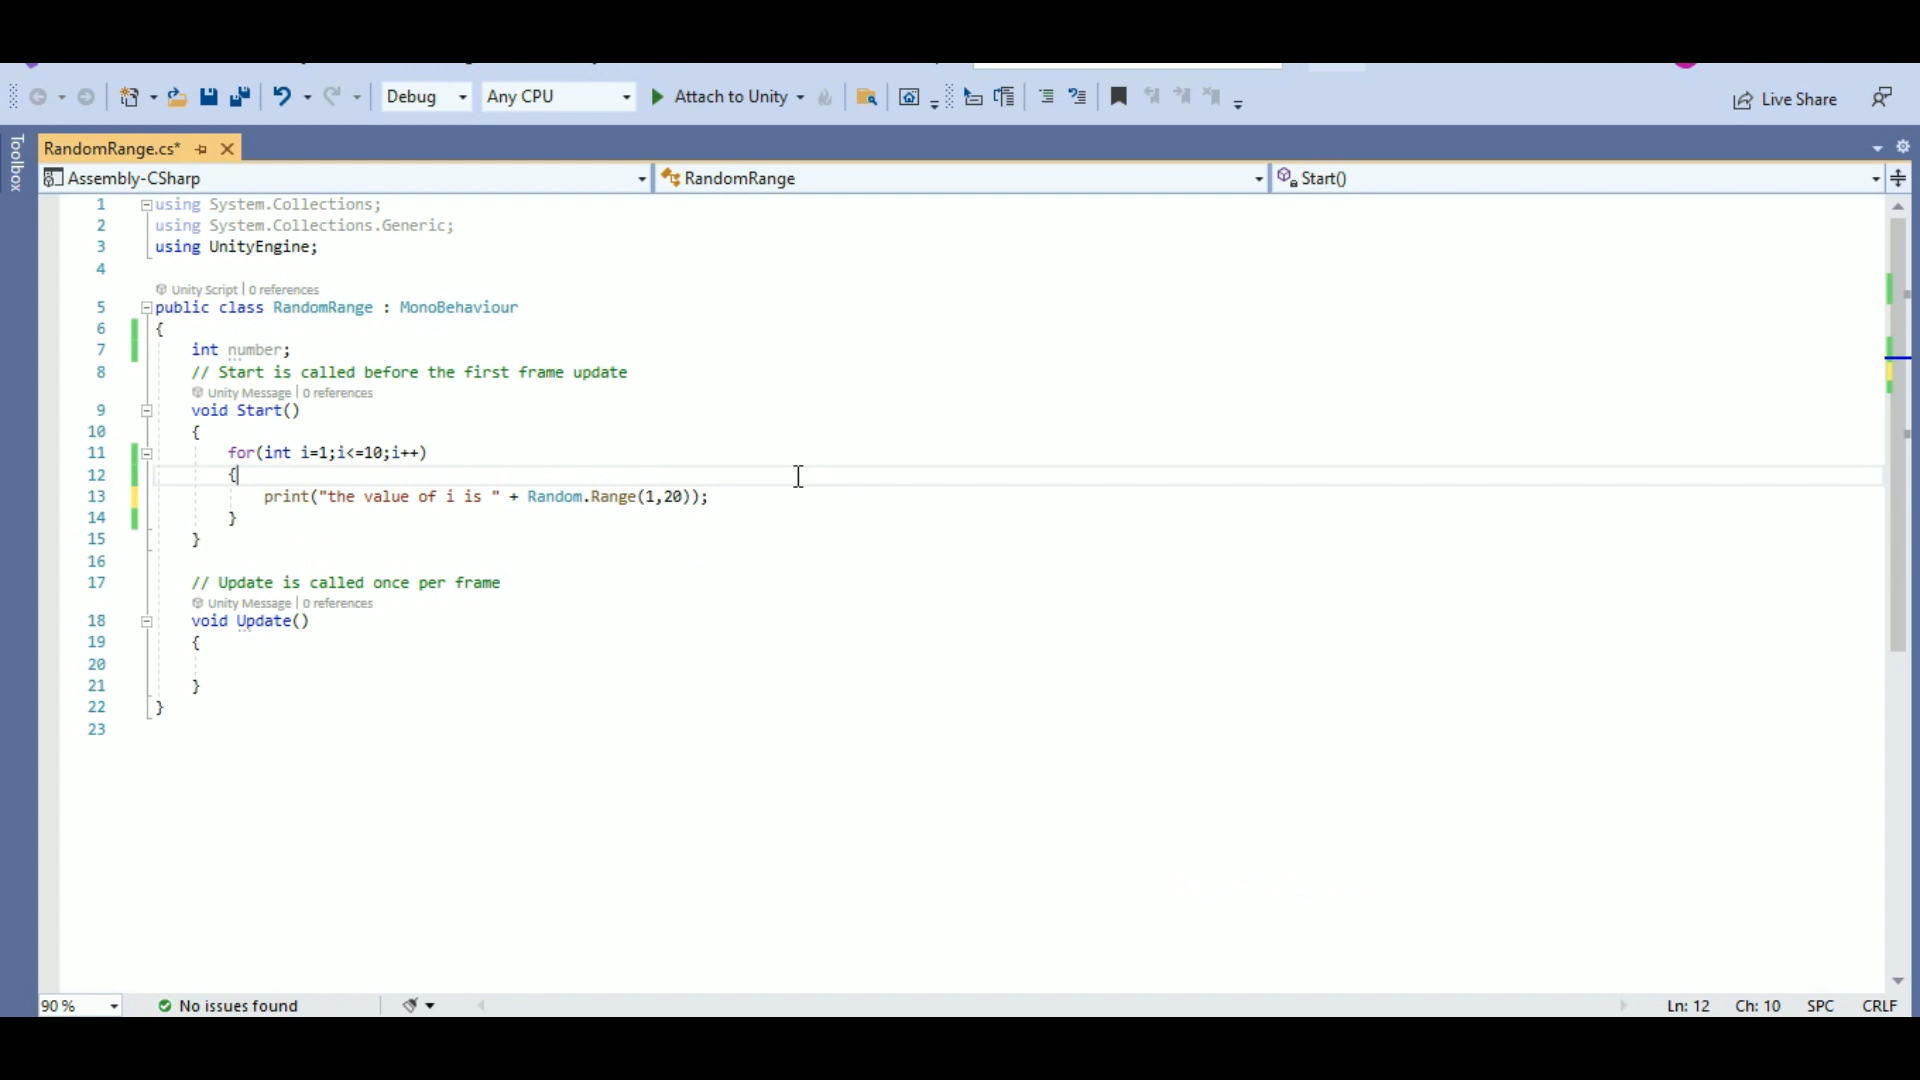 Debug Any CPU Attach to Unity Live Share
Toolbox
RandomRange.cs*
Assembly-CSharp RandomRange Start()
1 using System.Collections;
2 using System.Collections.Generic;
3 using UnityEngine;
4
Unity Script | 0 references
5 public class RandomRange : MonoBehaviour
6 {
7 int number;
8 // Start is called before the first frame update
Unity Message | 0 references
9 void Start()
10 {
11 for(int i=1;i<=10;i++)
12 {
13 print("the value of i is " + Random.Range(1,20));
14 }
15 }
16
17 // Update is called once per frame
Unity Message | 0 references
18 void Update()
19 {
20
21 }
22 }
23
90 % No issues found Ln: 12 Ch: 10 SPC CRLF